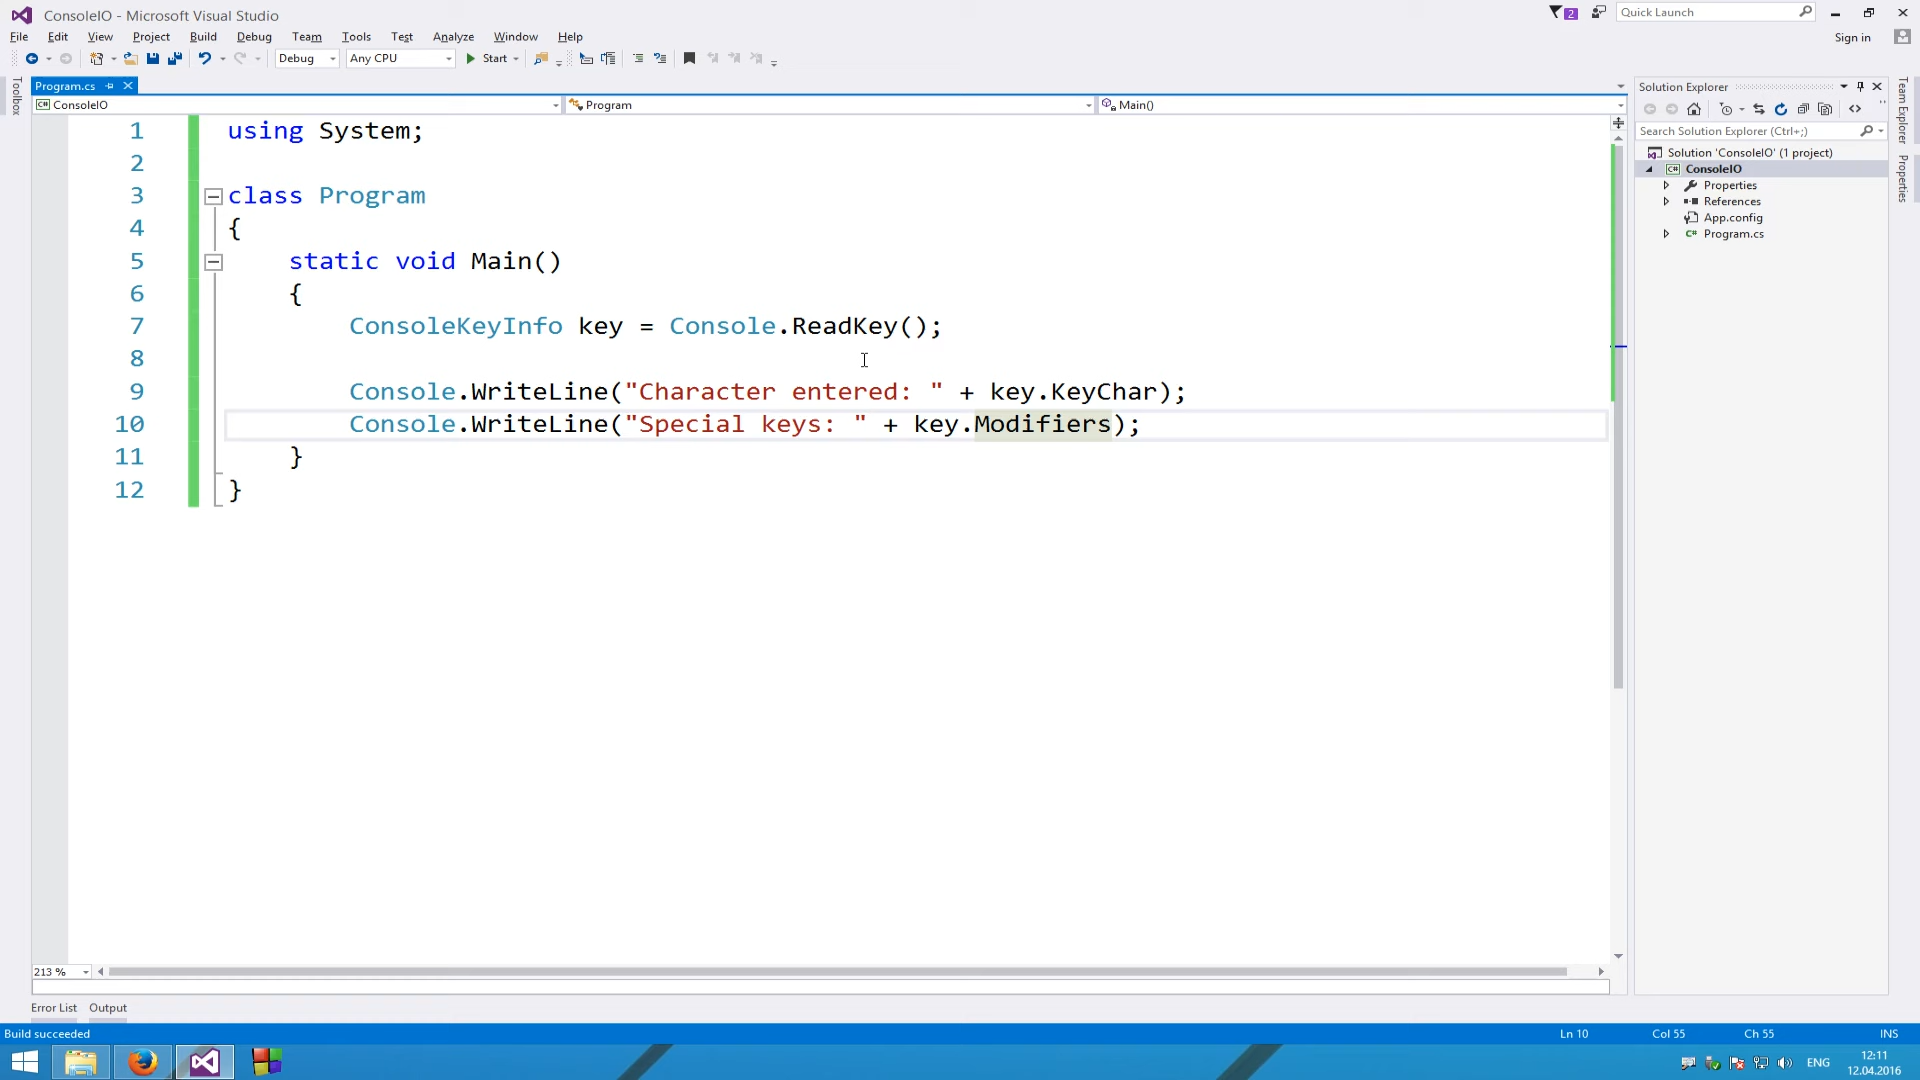 ConsoleIO - Microsoft Visual Studio
2
Quick Launch
File Edit View Project Build Debug Team Tools Test Analyze Window Help
Sign in
Debug Any CPU Start
Toolbox
Program.cs
ConsoleIO Program Main()
1 using System;
2
3 class Program
4 {
5 static void Main()
6 {
7 ConsoleKeyInfo key = Console.ReadKey();
8
9 Console.WriteLine("Character entered: " + key.KeyChar);
10 Console.WriteLine("Special keys: " + key.Modifiers);
11 }
12 }
Solution Explorer
Search Solution Explorer (Ctrl+;)
Solution 'ConsoleIO' (1 project)
ConsoleIO
Properties
References
App.config
Program.cs
Team Explorer
Properties
213 %
Error List Output
Build succeeded
Ln 10 Col 55 Ch 55 INS
ENG
12:11
12.04.2016